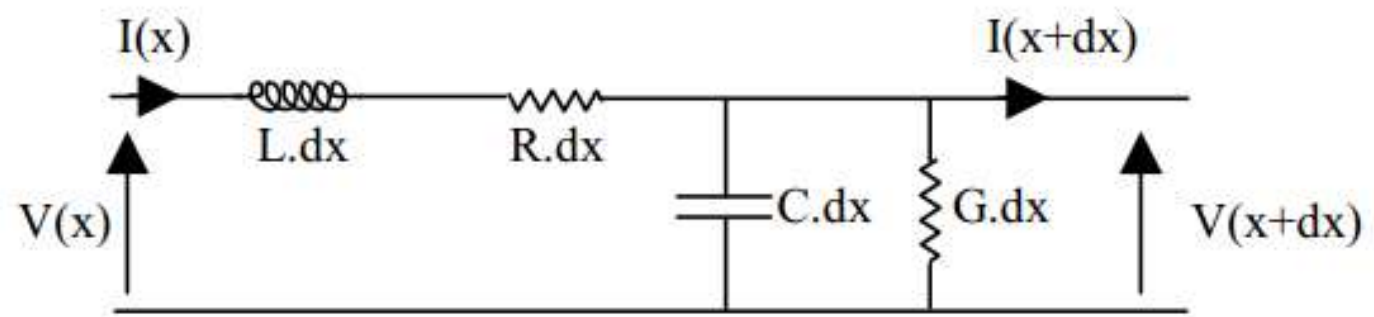 I(x)
I(x+dx)
L.dx
R.dx
V(x)
C.dx
G.dx
V(x+dx)